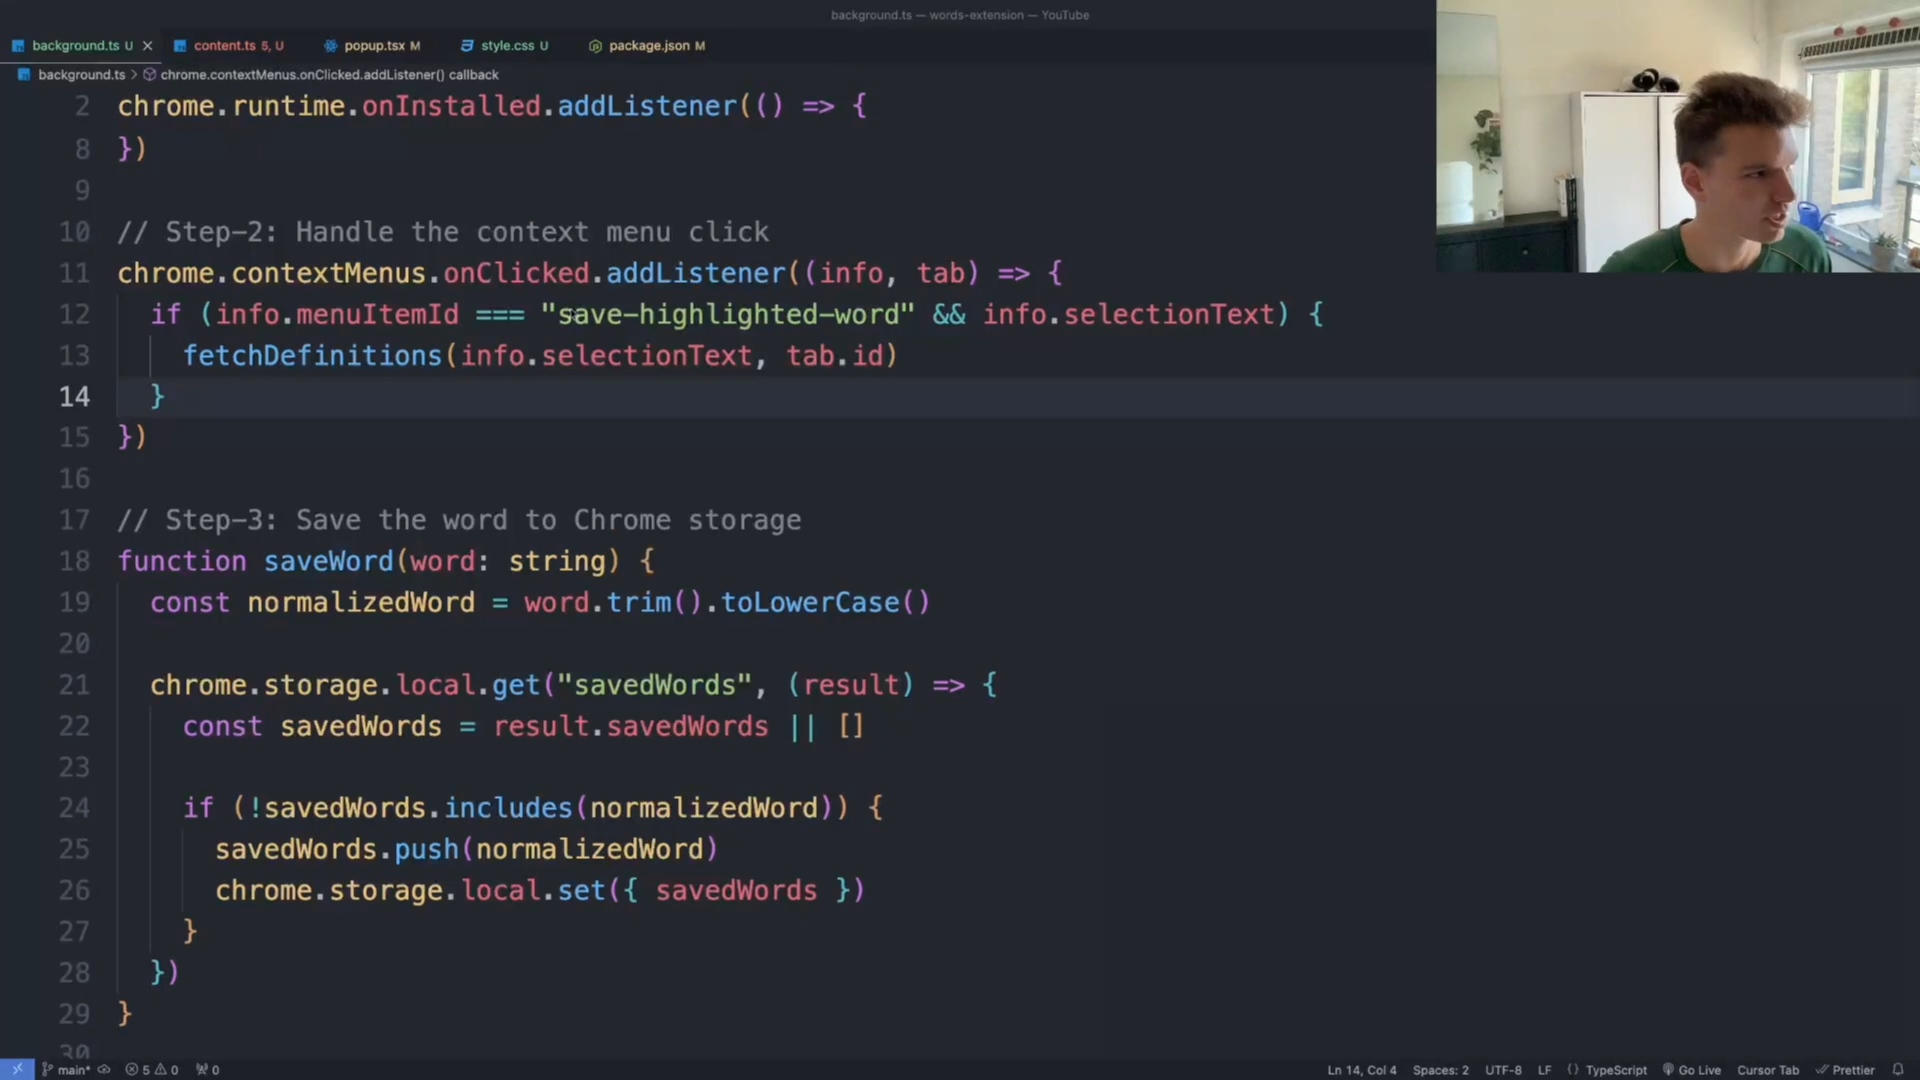 background.ts — words-extension — YouTube
background.ts U
content.ts 5, U
popup.tsx M
style.css U
package.json M
background.ts > chrome.contextMenus.onClicked.addListener() callback
2 chrome.runtime.onInstalled.addListener(() => {
8 })
9
10 // Step-2: Handle the context menu click
11 chrome.contextMenus.onClicked.addListener((info, tab) => {
12 if (info.menuItemId === "save-highlighted-word" && info.selectionText) {
13 fetchDefinitions(info.selectionText, tab.id)
14 }
15 })
16
17 // Step-3: Save the word to Chrome storage
18 function saveWord(word: string) {
19 const normalizedWord = word.trim().toLowerCase()
20
21 chrome.storage.local.get("savedWords", (result) => {
22 const savedWords = result.savedWords || []
23
24 if (!savedWords.includes(normalizedWord)) {
25 savedWords.push(normalizedWord)
26 chrome.storage.local.set({ savedWords })
27 }
28 })
29 }
30
main* 5 0 0 Ln 14, Col 4 Spaces: 2 UTF-8 LF {} TypeScript Go Live Cursor Tab Prettier